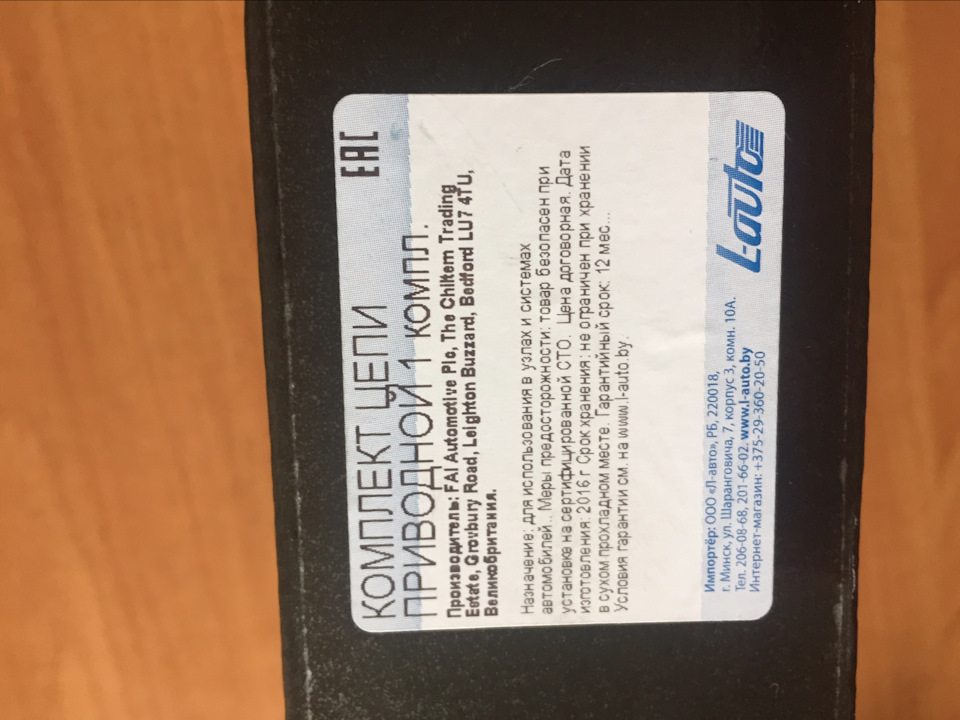 КОМПЛЕКТ ЦЕПИ
ПРИВОДНОЙ 1 КОМПЛ.
EAC
Производитель: FAI Automotive Plc, The Chiltern Trading
Estate, Grovbury Road, Leighton Buzzard, Bedford LU7 4TU,
Великобритания.
Назначение: для использования в узлах и системах
автомобилей.. Меры предосторожности: товар безопасен при
установке на сертифицированной СТО. Цена договорная. Дата
изготовления: 2016 г Срок хранения: не ограничен при хранении
в сухом прохладном месте. Гарантийный срок: 12 мес...
Условия гарантии см. на www.l-auto.by.
Импортёр: ООО «Л-авто», РБ, 220018,
г. Минск, ул. Шаранговича, 7, корпус 3, комн. 10А.
Тел. 206-08-68, 201-66-02. www.l-auto.by
Интернет-магазин: +375-29-360-20-50
L-auto